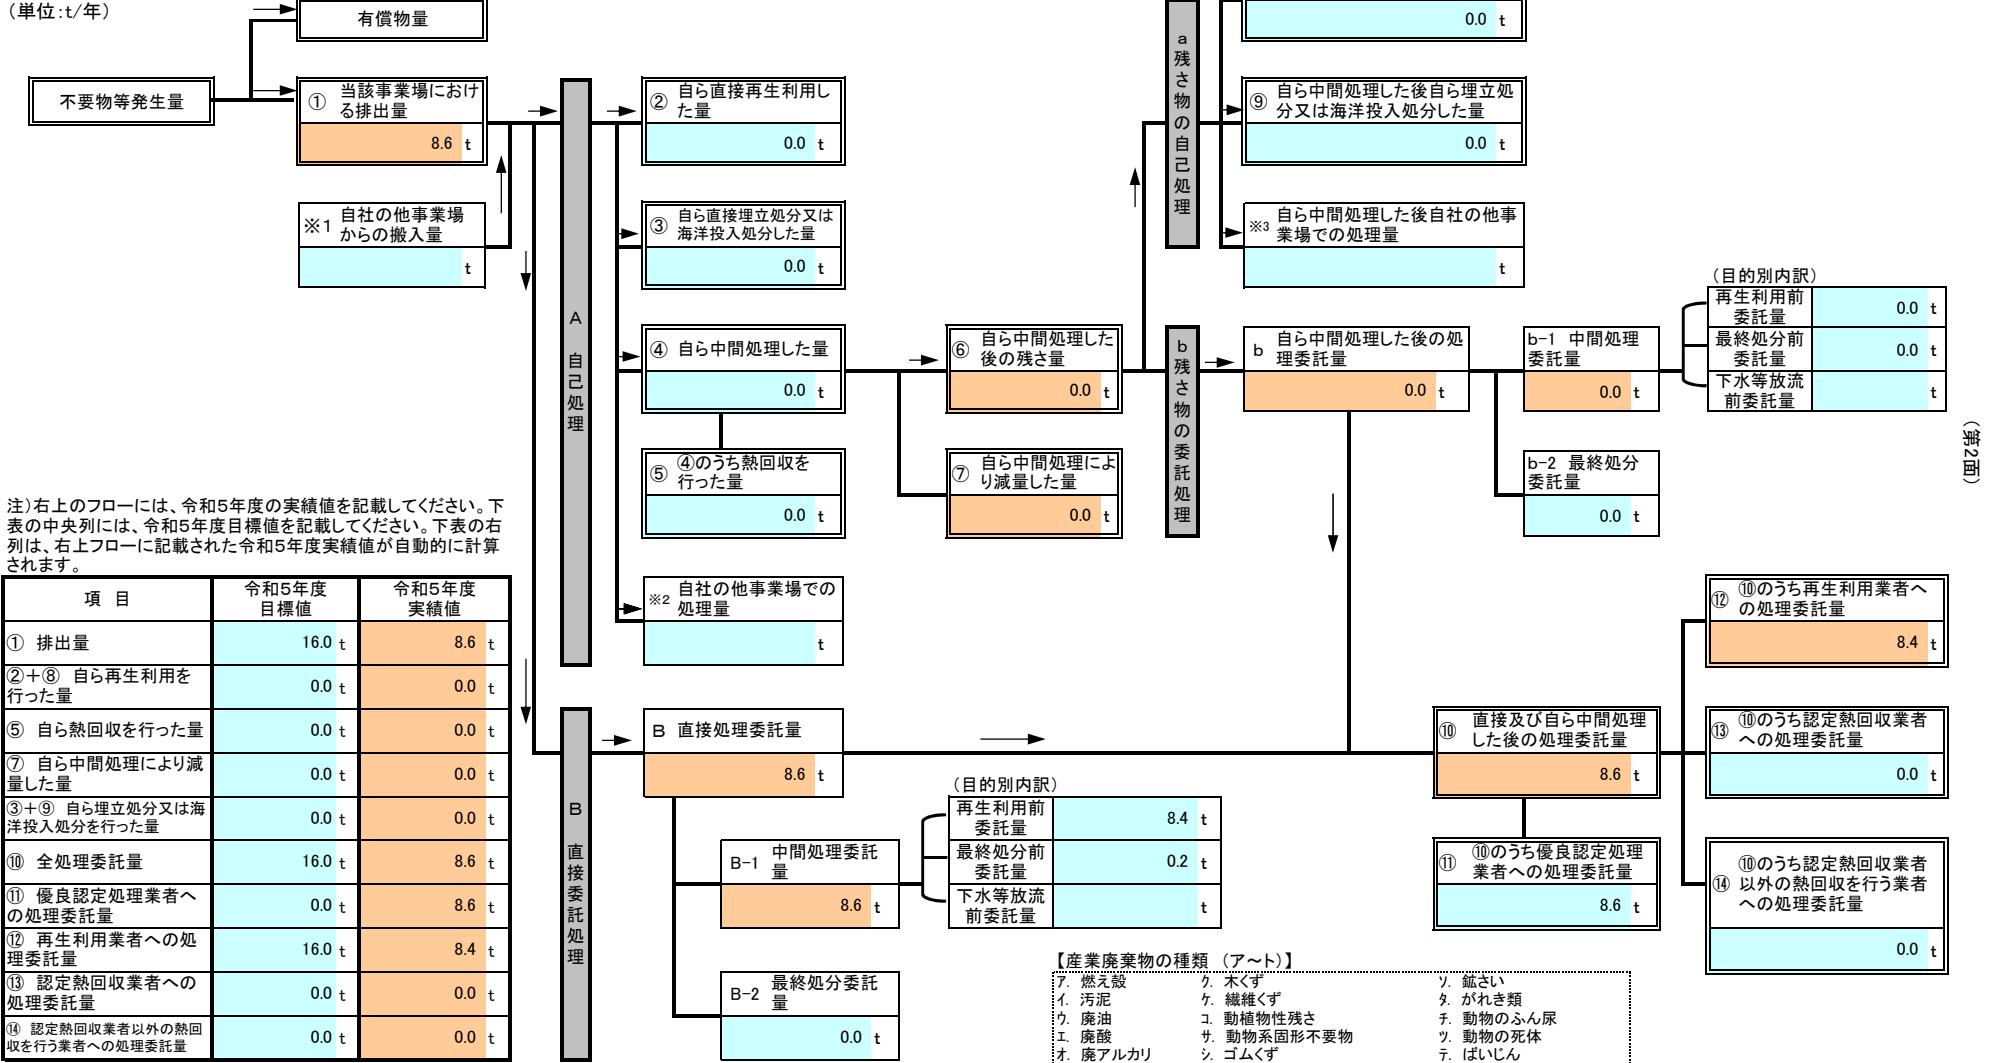 （単位:t/年）
有償物量
不要物等発生量
① 当該事業場におけ
る排出量
8.6 t
※1 自社の他事業場
からの搬入量
t
A 自己処理
② 自ら直接再生利用し
た量
0.0 t
③ 自ら直接埋立処分又は
海洋投入処分した量
0.0 t
④ 自ら中間処理した量
0.0 t
⑤ ④のうち熱回収を
行った量
0.0 t
※2 自社の他事業場での
処理量
t
⑥ 自ら中間処理した
後の残さ量
0.0 t
⑦ 自ら中間処理によ
り減量した量
0.0 t
a残さ物の自己処理
0.0 t
⑨ 自ら中間処理した後自ら埋立処
分又は海洋投入処分した量
0.0 t
※3 自ら中間処理した後自社の他事
業場での処理量
t
b残さ物の委託処理
b 自ら中間処理した後の処
理委託量
0.0 t
b-1 中間処理
委託量
0.0 t
b-2 最終処分
委託量
0.0 t
（目的別内訳）
再生利用前
委託量
0.0 t
最終処分前
委託量
0.0 t
下水等放流
前委託量
t
（第2面）
注）右上のフローには、令和5年度の実績値を記載してください。下
表の中央列には、令和5年度目標値を記載してください。下表の右
列は、右上フローに記載された令和5年度実績値が自動的に計算
されます。
項 目
令和5年度
目標値
令和5年度
実績値
① 排出量 16.0 t 8.6 t
②＋⑧ 自ら再生利用を
行った量
0.0 t 0.0 t
⑤ 自ら熱回収を行った量 0.0 t 0.0 t
⑦ 自ら中間処理により減
量した量
0.0 t 0.0 t
③＋⑨ 自ら埋立処分又は海
洋投入処分を行った量
0.0 t 0.0 t
⑩ 全処理委託量 16.0 t 8.6 t
⑪ 優良認定処理業者へ
の処理委託量
0.0 t 8.6 t
⑫ 再生利用業者への処
理委託量
16.0 t 8.4 t
⑬ 認定熱回収業者への
処理委託量
0.0 t 0.0 t
⑭ 認定熱回収業者以外の熱回
収を行う業者への処理委託量
0.0 t 0.0 t
B 直接委託処理
B 直接処理委託量
8.6 t
B-1 中間処理委託
量
8.6 t
B-2 最終処分委託
量
0.0 t
（目的別内訳）
再生利用前
委託量
8.4 t
最終処分前
委託量
0.2 t
下水等放流
前委託量
t
⑩ 直接及び自ら中間処理
した後の処理委託量
8.6 t
⑪ ⑩のうち優良認定処理
業者への処理委託量
8.6 t
⑫ ⑩のうち再生利用業者へ
の処理委託量
8.4 t
⑬ ⑩のうち認定熱回収業者
への処理委託量
0.0 t
⑭ ⑩のうち認定熱回収業者
以外の熱回収を行う業者
への処理委託量
0.0 t
【産業廃棄物の種類 （ア～ト）】
ア. 燃え殻 ク. 木くず ソ. 鉱さい
イ. 汚泥 ケ. 繊維くず タ. がれき類
ウ. 廃油 コ. 動植物性残さ チ. 動物のふん尿
エ. 廃酸 サ. 動物系固形不要物 ツ. 動物の死体
オ. 廃アルカリ シ. ゴムくず テ. ばいじん